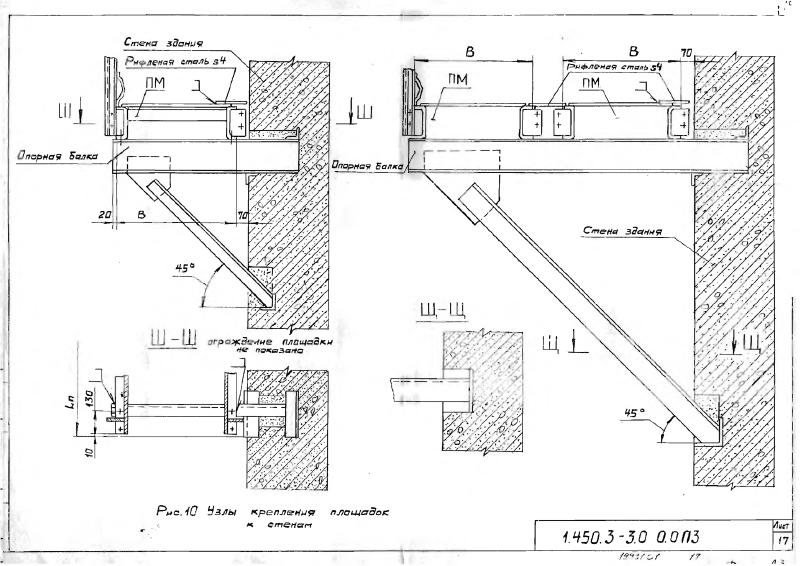 Стена здания
Рифленая сталь s4
ПМ
Ш
Ш
Опорная балка
20
В
70
45°
Ш – Ш
ограждение площадки
не показано
Lп
130
10
В
В
70
Рифленая сталь s4
ПМ
ПМ
Опорная балка
Стена здания
Щ-Щ
Щ
Щ
45°
Рис.10 Узлы крепления площадок
к стенам
1.450.3-3.0 0.0ПЗ
Лист
17
17